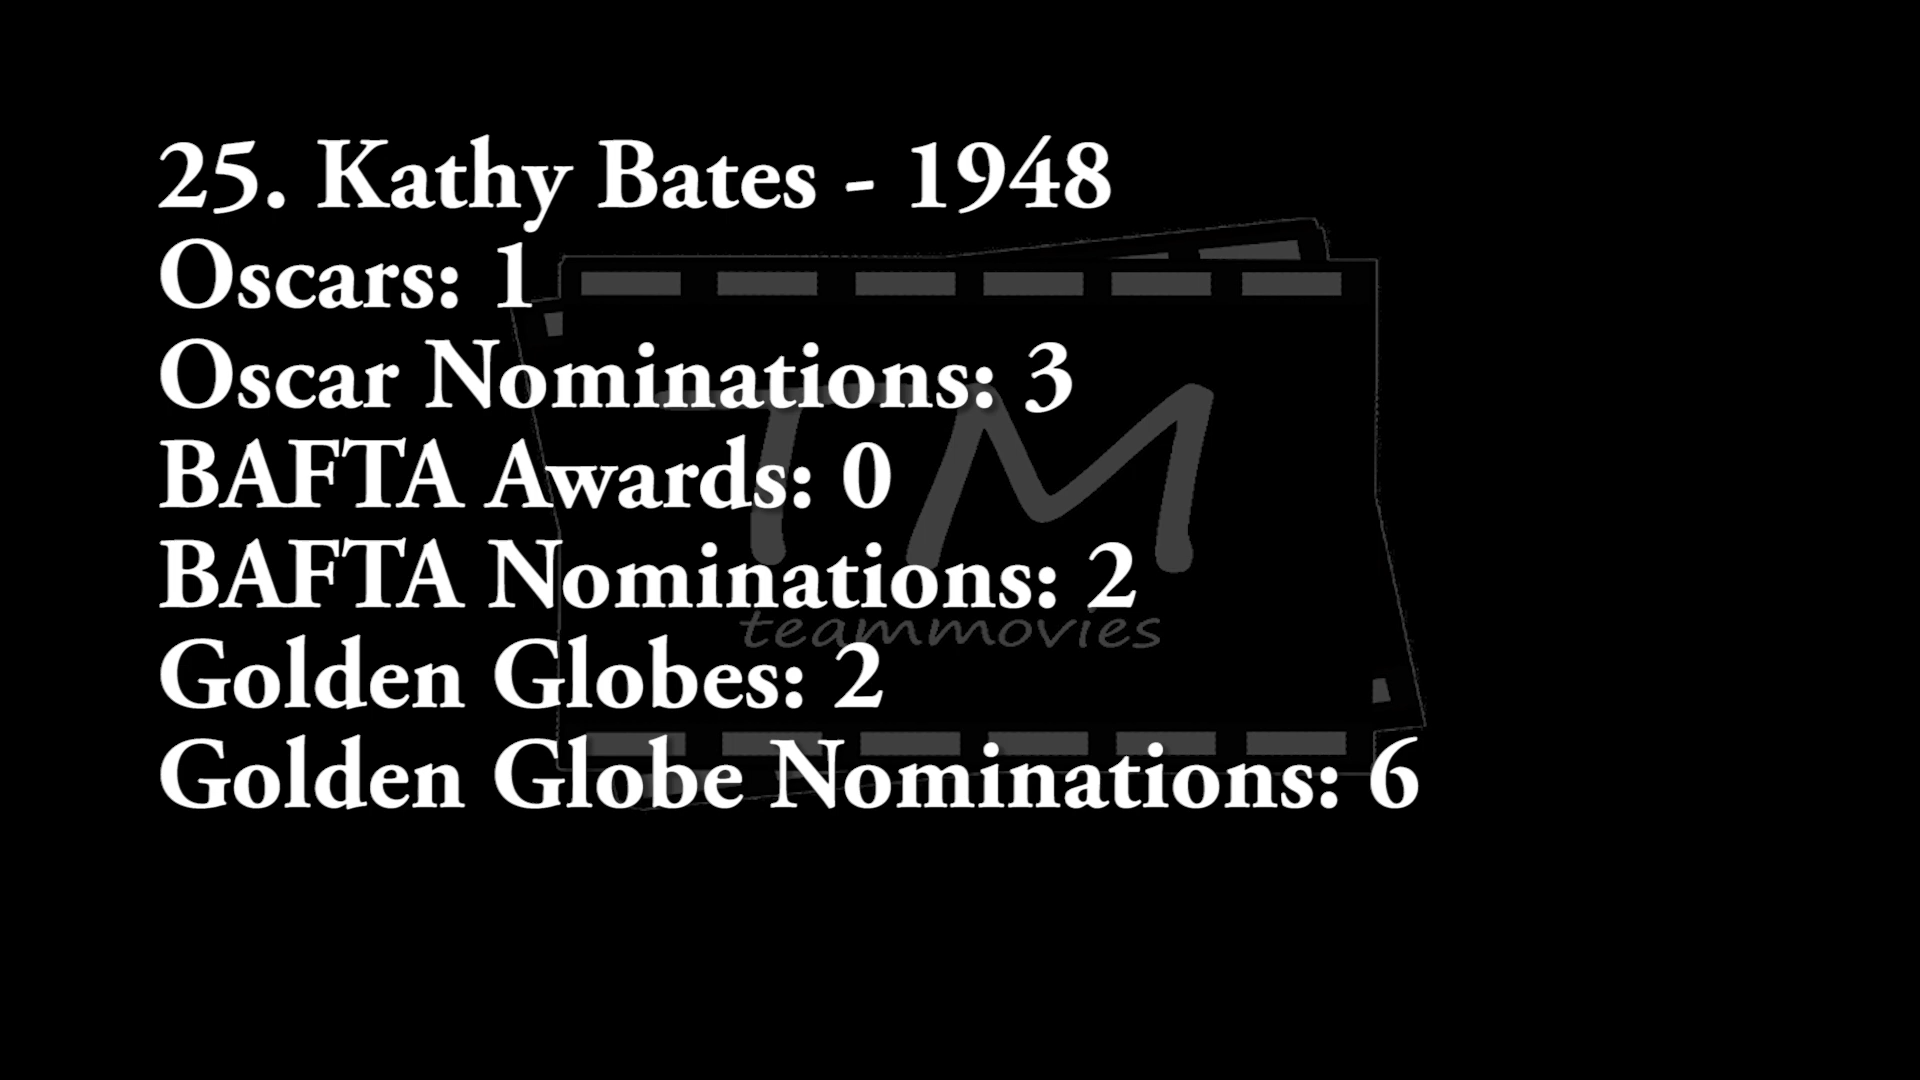 25. Kathy Bates - 1948
Oscars: 1
Oscar Nominations: 3
BAFTA Awards: 0
BAFTA Nominations: 2
Golden Globes: 2
Golden Globe Nominations: 6
TM
teammovies